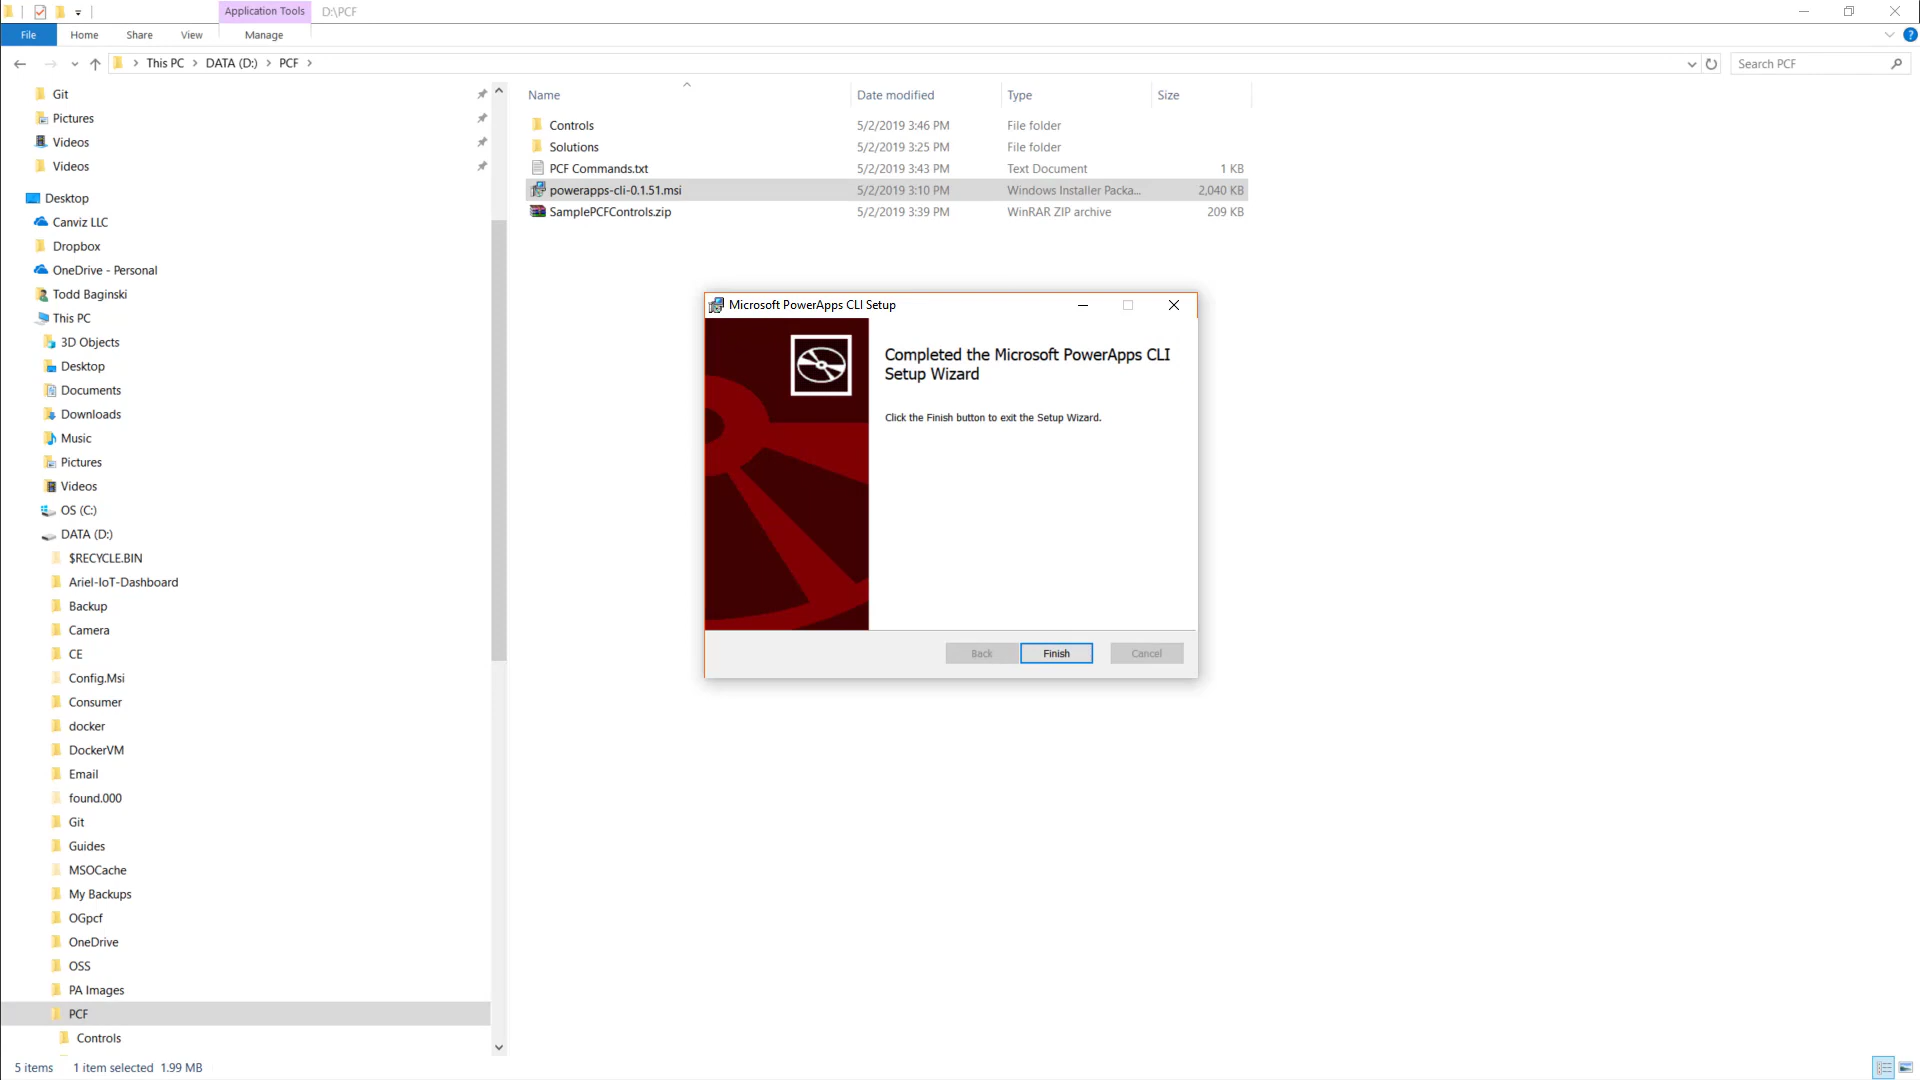 Application Tools
D:\PCF
File
Home
Share
View
Manage
This PC
DATA (D:)
PCF
Search PCF
Git
Pictures
Videos
Videos
Desktop
Canviz LLC
Dropbox
OneDrive - Personal
Todd Baginski
This PC
3D Objects
Desktop
Documents
Downloads
Music
Pictures
Videos
OS (C:)
DATA (D:)
$RECYCLE.BIN
Ariel-IoT-Dashboard
Backup
Camera
CE
Config.Msi
Consumer
docker
DockerVM
Email
found.000
Git
Guides
MSOCache
My Backups
OGpcf
OneDrive
OSS
PA Images
PCF
Controls
Name Date modified Type Size
Controls 5/2/2019 3:46 PM File folder
Solutions 5/2/2019 3:25 PM File folder
PCF Commands.txt 5/2/2019 3:43 PM Text Document 1 KB
powerapps-cli-0.1.51.msi 5/2/2019 3:10 PM Windows Installer Packa... 2,040 KB
SamplePCFControls.zip 5/2/2019 3:39 PM WinRAR ZIP archive 209 KB
Microsoft PowerApps CLI Setup
Completed the Microsoft PowerApps CLI
Setup Wizard
Click the Finish button to exit the Setup Wizard.
Back
Finish
Cancel
5 items 1 item selected 1.99 MB